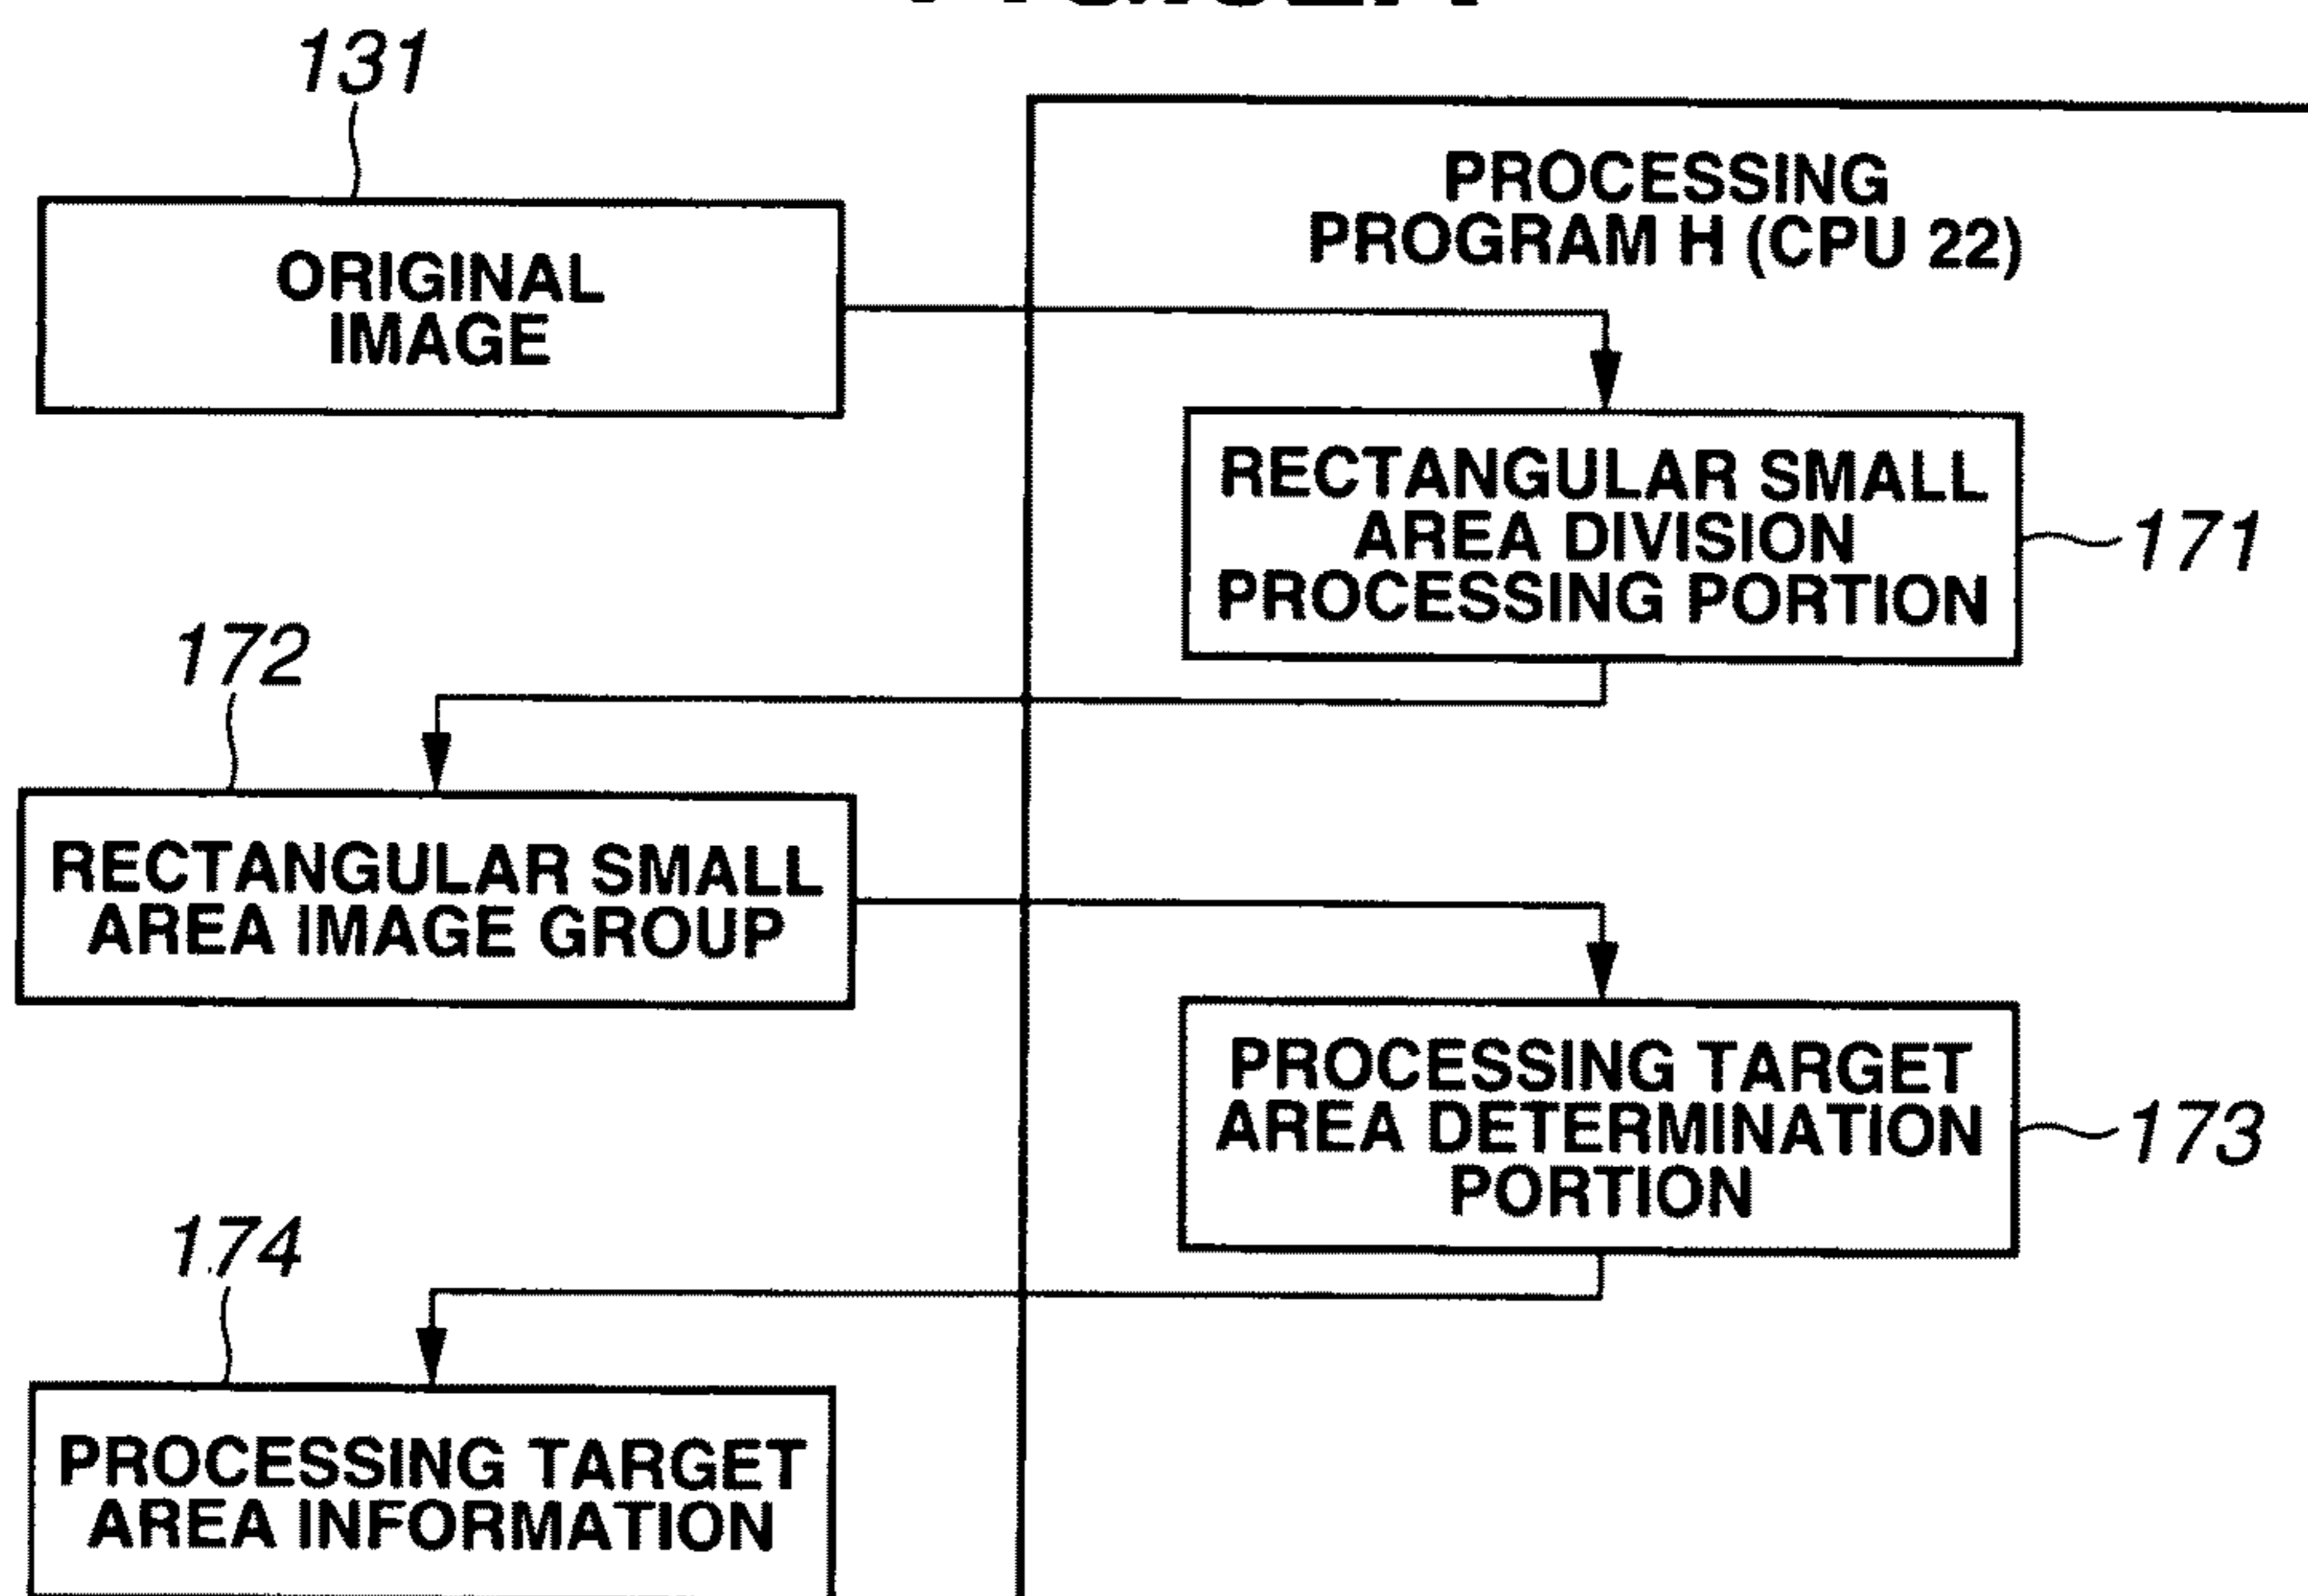 131
PROCESSING
PROGRAM H (CPU 22)
ORIGINAL
IMAGE
RECTANGULAR SMALL
AREA DIVISION
PROCESSING PORTION
171
172
RECTANGULAR SMALL
AREA IMAGE GROUP
PROCESSING TARGET
AREA DETERMINATION
PORTION
173
174
PROCESSING TARGET
AREA INFORMATION